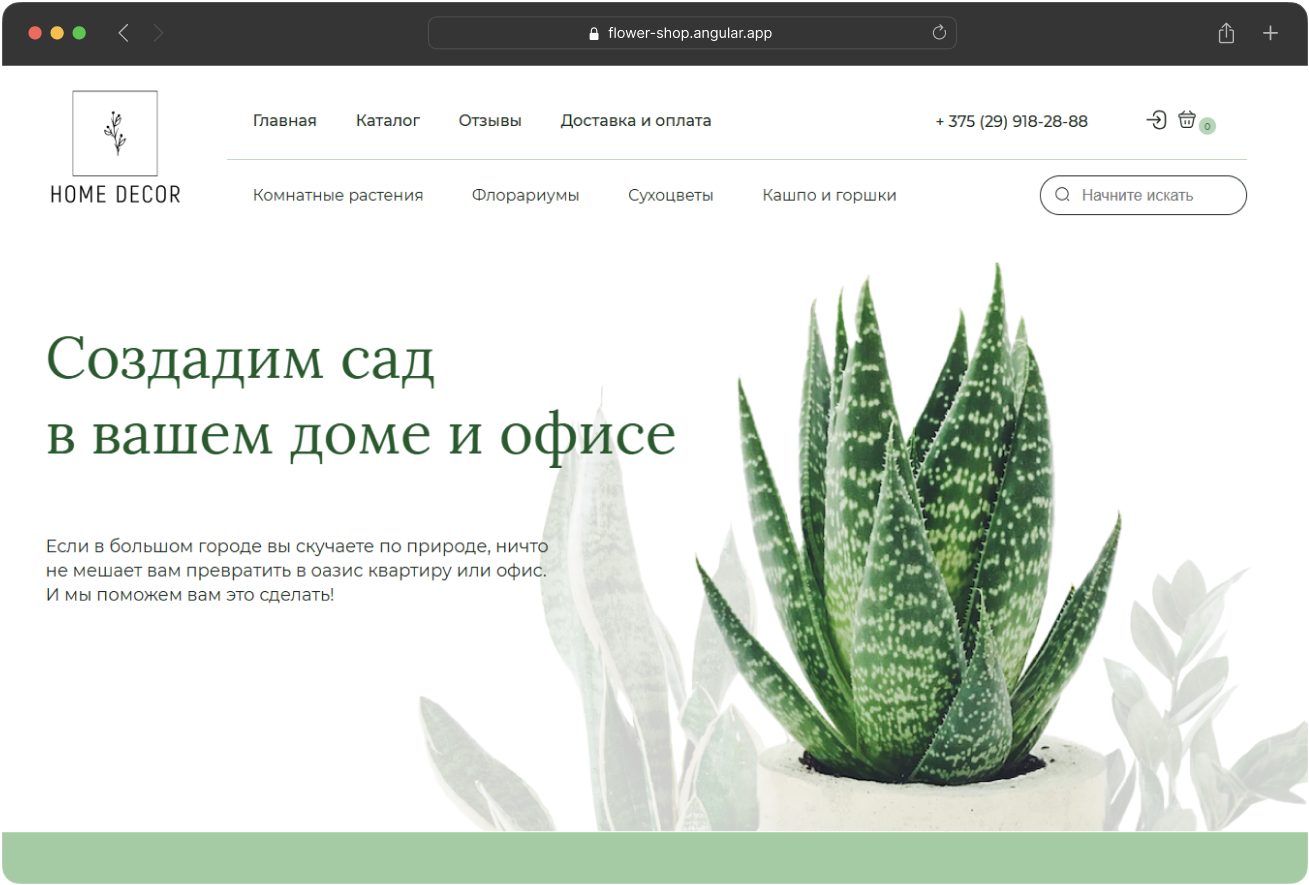 flower-shop.angular.app
Главная Каталог Отзывы Доставка и оплата + 375 (29) 918-28-88 0
HOME DECOR
Комнатные растения Флорариумы Сухоцветы Кашпо и горшки Начните искать
Создадим сад
в вашем доме и офисе
Если в большом городе вы скучаете по природе, ничто
не мешает вам превратить в оазис квартиру или офис.
И мы поможем вам это сделать!